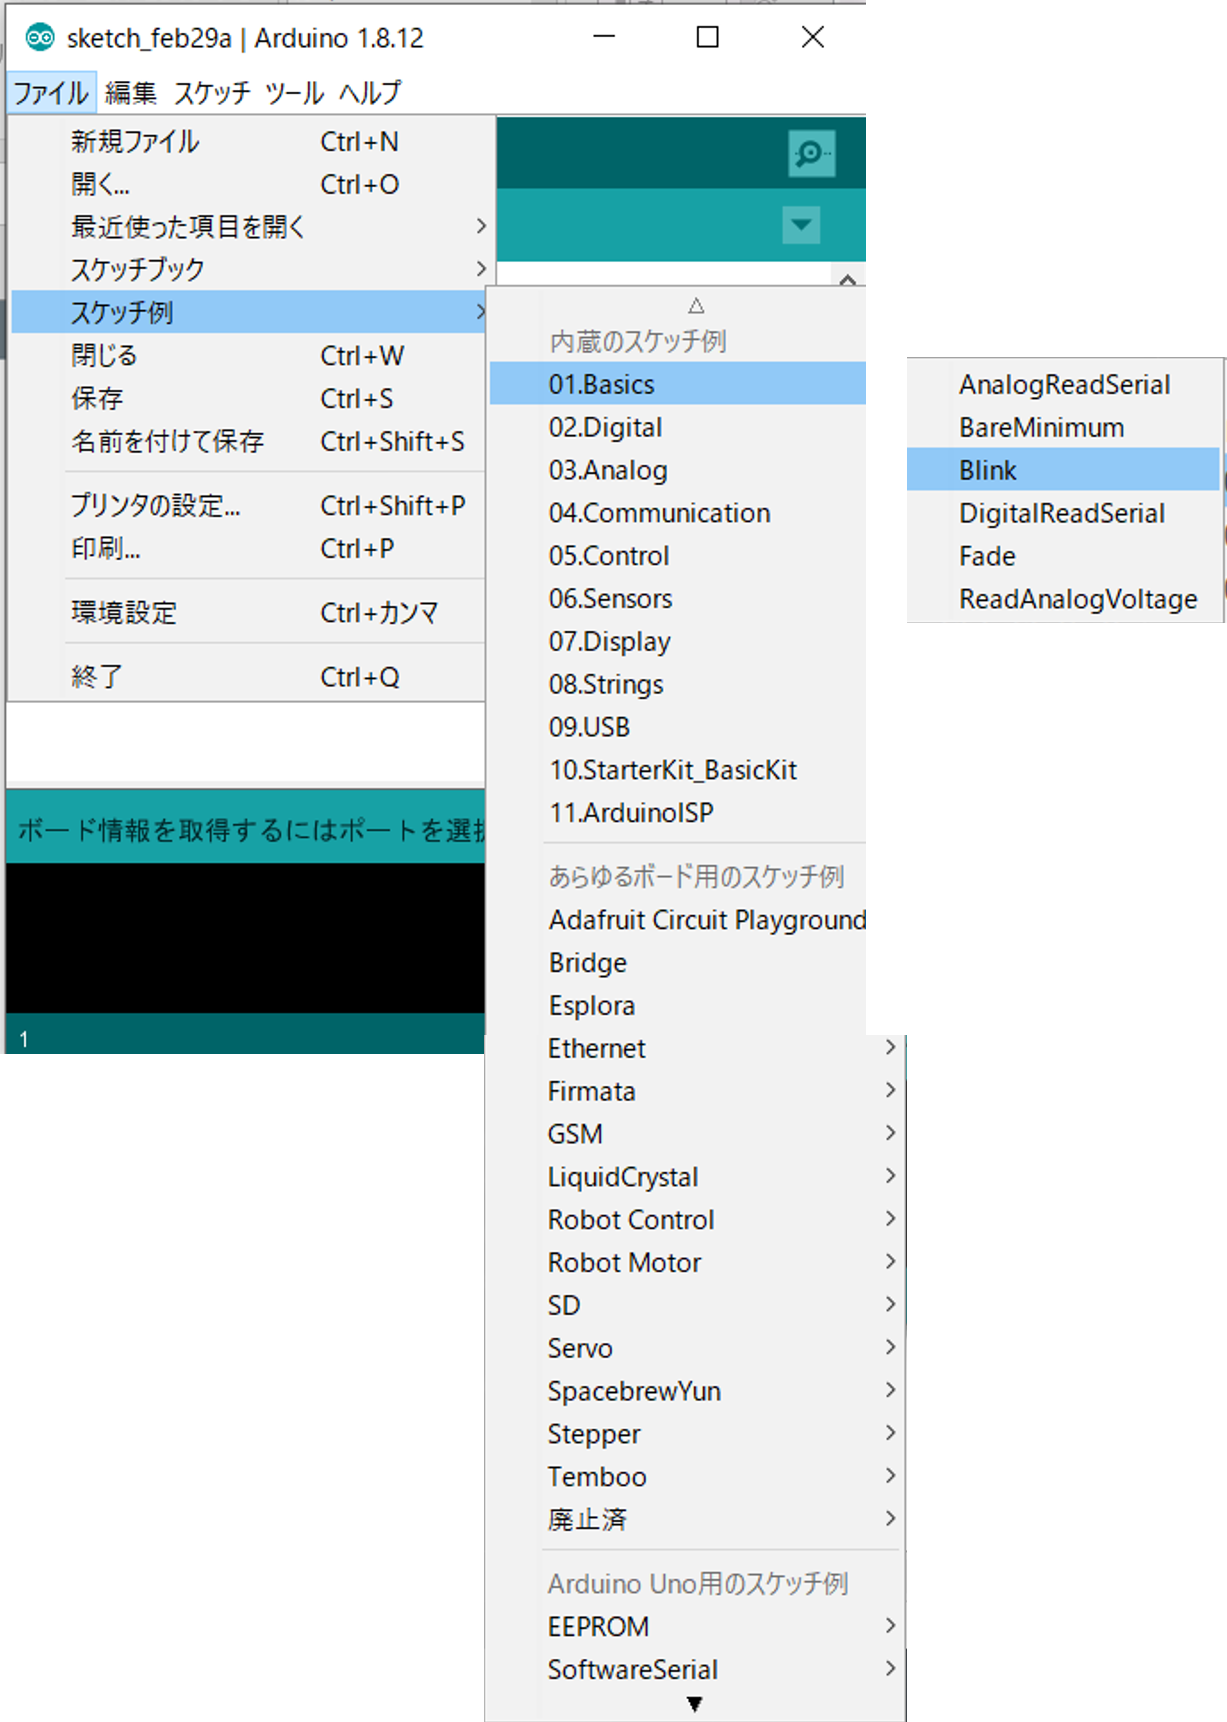 sketch_feb29a | Arduino 1.8.12
ファイル 編集 スケッチ ツール ヘルプ
新規ファイル Ctrl+N
開く... Ctrl+O
最近使った項目を開く
スケッチブック
スケッチ例
閉じる Ctrl+W
保存 Ctrl+S
名前を付けて保存 Ctrl+Shift+S
プリンタの設定... Ctrl+Shift+P
印刷... Ctrl+P
環境設定 Ctrl+カンマ
終了 Ctrl+Q
ボード情報を取得するにはポートを選
1
内蔵のスケッチ例
01.Basics
02.Digital
03.Analog
04.Communication
05.Control
06.Sensors
07.Display
08.Strings
09.USB
10.StarterKit_BasicKit
11.ArduinoISP
あらゆるボード用のスケッチ例
Adafruit Circuit Playground
Bridge
Esplora
Ethernet
Firmata
GSM
LiquidCrystal
Robot Control
Robot Motor
SD
Servo
SpacebrewYun
Stepper
Temboo
廃止済
Arduino Uno用のスケッチ例
EEPROM
SoftwareSerial
AnalogReadSerial
BareMinimum
Blink
DigitalReadSerial
Fade
ReadAnalogVoltage